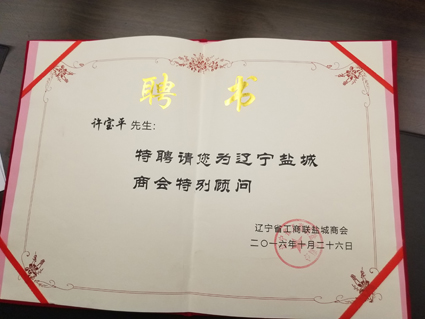 聘书
许宝平 先生:
特聘请您为辽宁盐城
商会特别顾问
辽宁省工商联盐城商会
二〇一六年十月二十六日